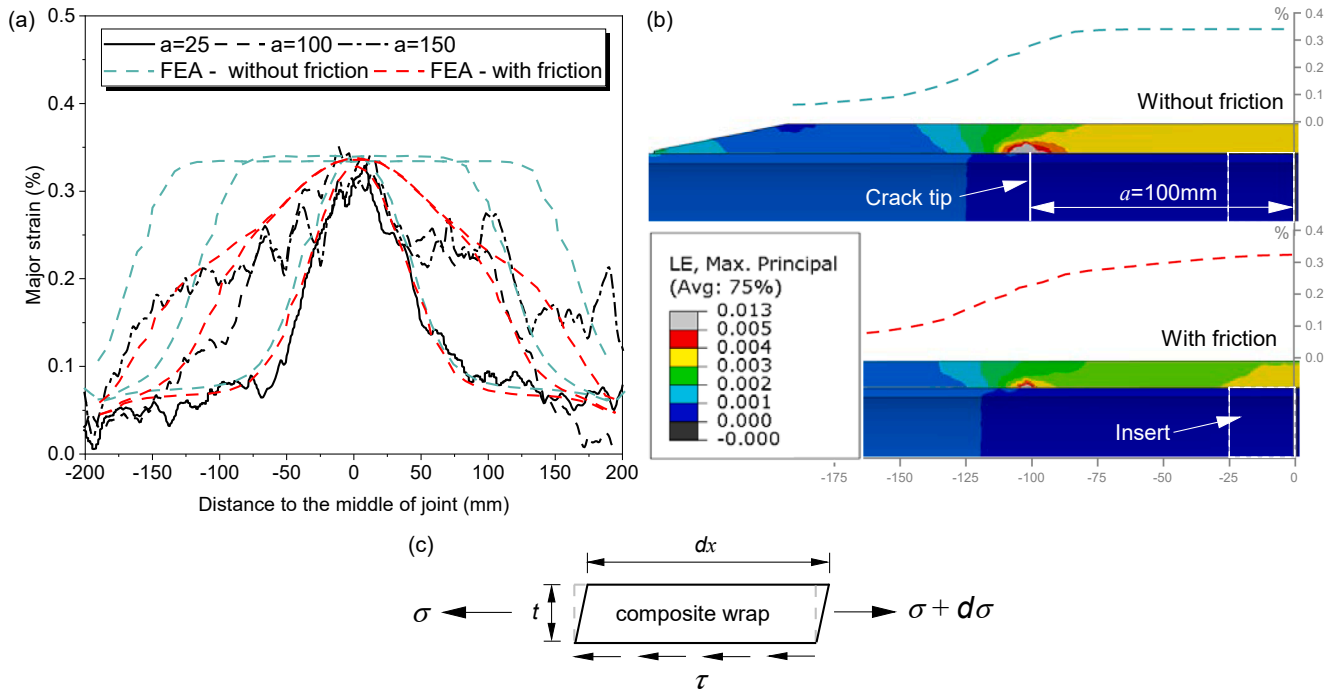 (a)
0.5
0.4
0.3
0.2
0.1
0.0
Major strain (%)
a=25 a=100 a=150
FEA - without friction FEA - with friction
-200 -150 -100 -50 0 50 100 150 200
Distance to the middle of joint (mm)
(b)
%
0.4
0.3
0.2
0.1
0.0
Without friction
Crack tip
a=100mm
%
0.4
0.3
0.2
0.1
0.0
With friction
LE, Max. Principal
(Avg: 75%)
0.013
0.005
0.004
0.003
0.002
0.001
0.000
-0.000
Insert
-175 -150 -125 -100 -75 -50 -25 0
(c)
dx
σ
t
composite wrap
σ + dσ
τ